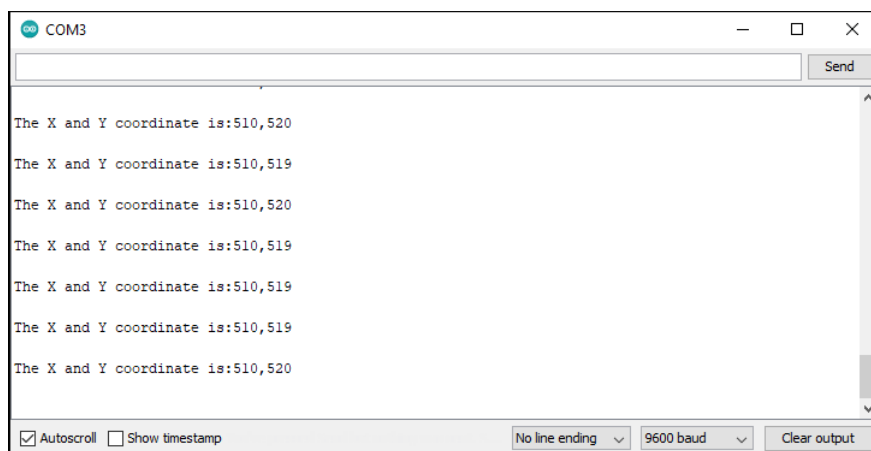 COM3
Send
The X and Y coordinate is:510,520
The X and Y coordinate is:510,519
The X and Y coordinate is:510,520
The X and Y coordinate is:510,519
The X and Y coordinate is:510,519
The X and Y coordinate is:510,519
The X and Y coordinate is:510,520
Autoscroll Show timestamp No line ending 9600 baud Clear output